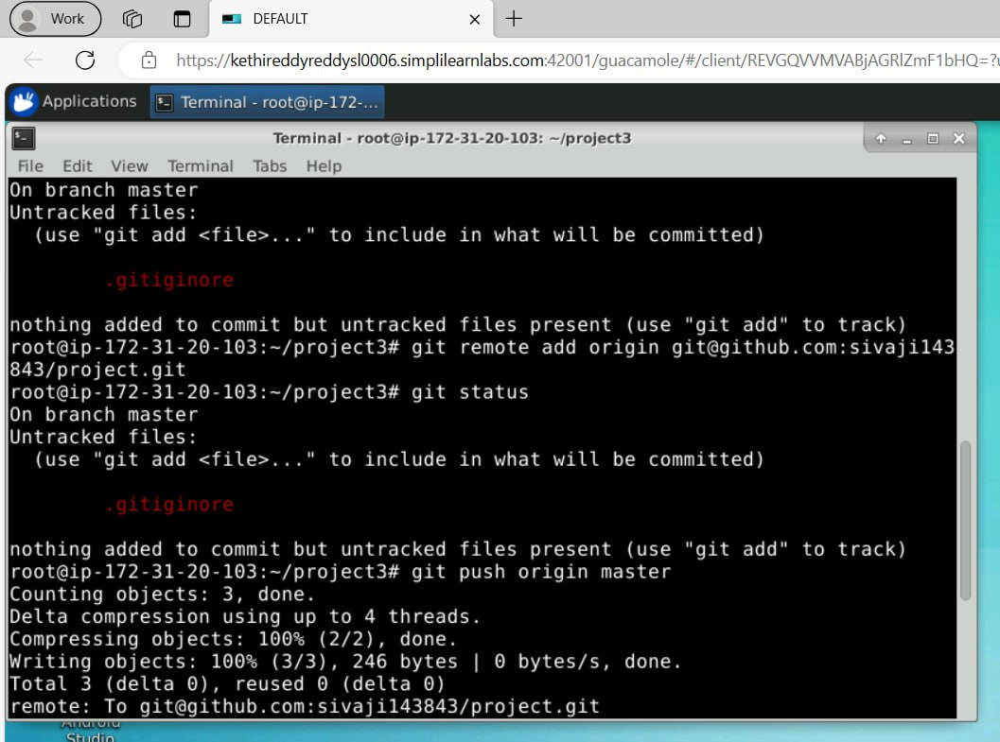 Work
DEFAULT
https://kethireddyreddysl0006.simplilearnlabs.com:42001/guacamole/#/client/REVGQVVMVABjAGRlZmF1bHQ=?u
Applications
Terminal - root@ip-172-...
Terminal - root@ip-172-31-20-103: ~/project3
File Edit View Terminal Tabs Help
On branch master
Untracked files:
(use "git add <file>..." to include in what will be committed)
.gitiginore
nothing added to commit but untracked files present (use "git add" to track)
root@ip-172-31-20-103:~/project3# git remote add origin git@github.com:sivaji143
843/project.git
root@ip-172-31-20-103:~/project3# git status
On branch master
Untracked files:
(use "git add <file>..." to include in what will be committed)
.gitiginore
nothing added to commit but untracked files present (use "git add" to track)
root@ip-172-31-20-103:~/project3# git push origin master
Counting objects: 3, done.
Delta compression using up to 4 threads.
Compressing objects: 100% (2/2), done.
Writing objects: 100% (3/3), 246 bytes | 0 bytes/s, done.
Total 3 (delta 0), reused 0 (delta 0)
remote: To git@github.com:sivaji143843/project.git
Android
Studio